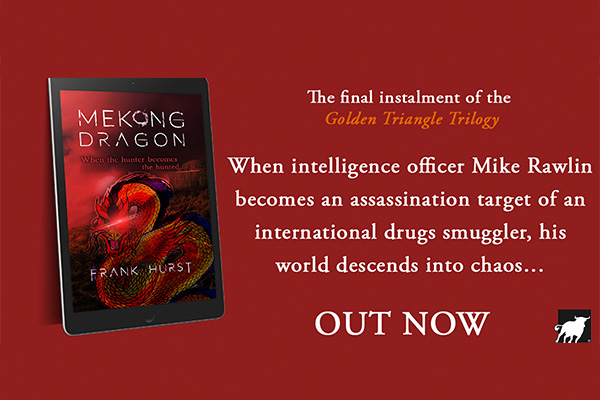 MEKONG
DRAGON
When the hunter becomes
the hunted
FRANK HURST
The final instalment of the
Golden Triangle Trilogy
When intelligence officer Mike Rawlin
becomes an assassination target of an
international drugs smuggler, his
world descends into chaos...
OUT NOW